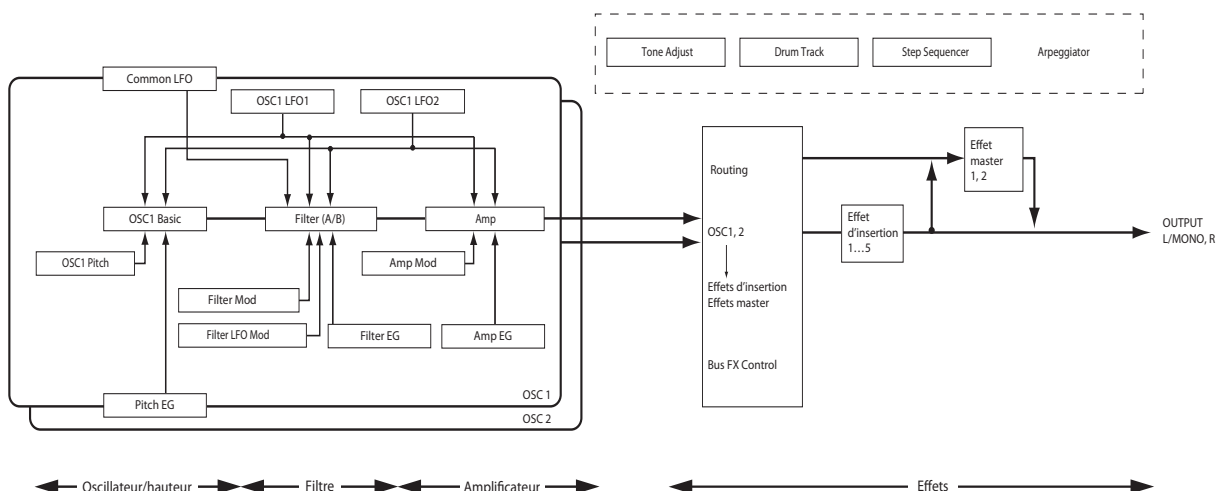 Tone Adjust
Drum Track
Step Sequencer
Arpeggiator
Common LFO
OSC1 LFO1
OSC1 LFO2
OSC1 Basic
Filter (A/B)
Amp
OSC1 Pitch
Amp Mod
Filter Mod
Filter LFO Mod
Filter EG
Amp EG
Pitch EG
OSC 1
OSC 2
Routing
OSC1, 2
Effets d’insertion
Effets master
Bus FX Control
Effet
master
1, 2
Effet
d’insertion
1…5
OUTPUT
L/MONO, R
Oscillateur/hauteur
Filtre
Amplificateur
Effets